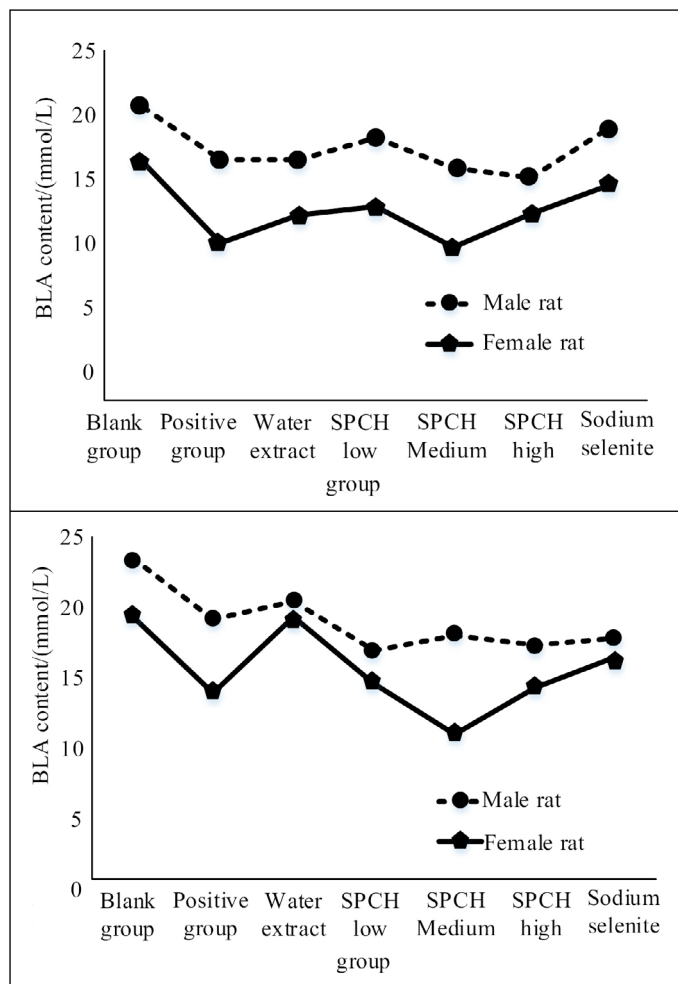 25
20
15
10
5
0
BLA content/(mmol/L)
Male rat
Female rat
Blank Positive Water SPCH SPCH SPCH Sodium
group group extract low Medium high selenite
group
25
20
15
10
5
0
BLA content/(mmol/L)
Male rat
Female rat
Blank Positive Water SPCH SPCH SPCH Sodium
group group extract low Medium high selenite
group